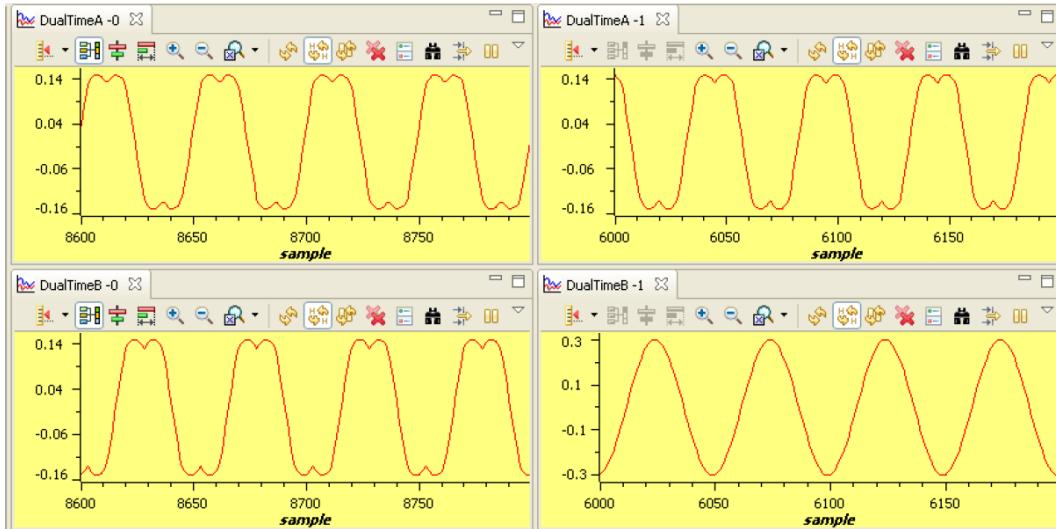 DualTimeA -0
0.14
0.04
-0.06
-0.16
8600 8650 8700 8750
sample
DualTimeA -1
0.14
0.04
-0.06
-0.16
6000 6050 6100 6150
sample
DualTimeB -0
0.14
0.04
-0.06
-0.16
8600 8650 8700 8750
sample
DualTimeB -1
0.3
0.1
-0.1
-0.3
6000 6050 6100 6150
sample